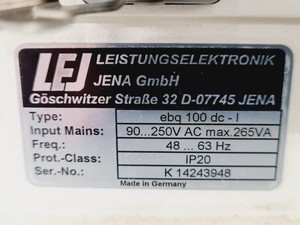 LEJ LEISTUNGSELEKTRONIK
JENA GmbH
Göschwitzer Straße 32 D-07745 JENA
Type: ebq 100 dc - I
Input Mains: 90...250V AC max.265VA
Freq.: 48 ... 63 Hz
Prot.-Class: IP20
Ser.-No.: K 14243948
Made in Germany